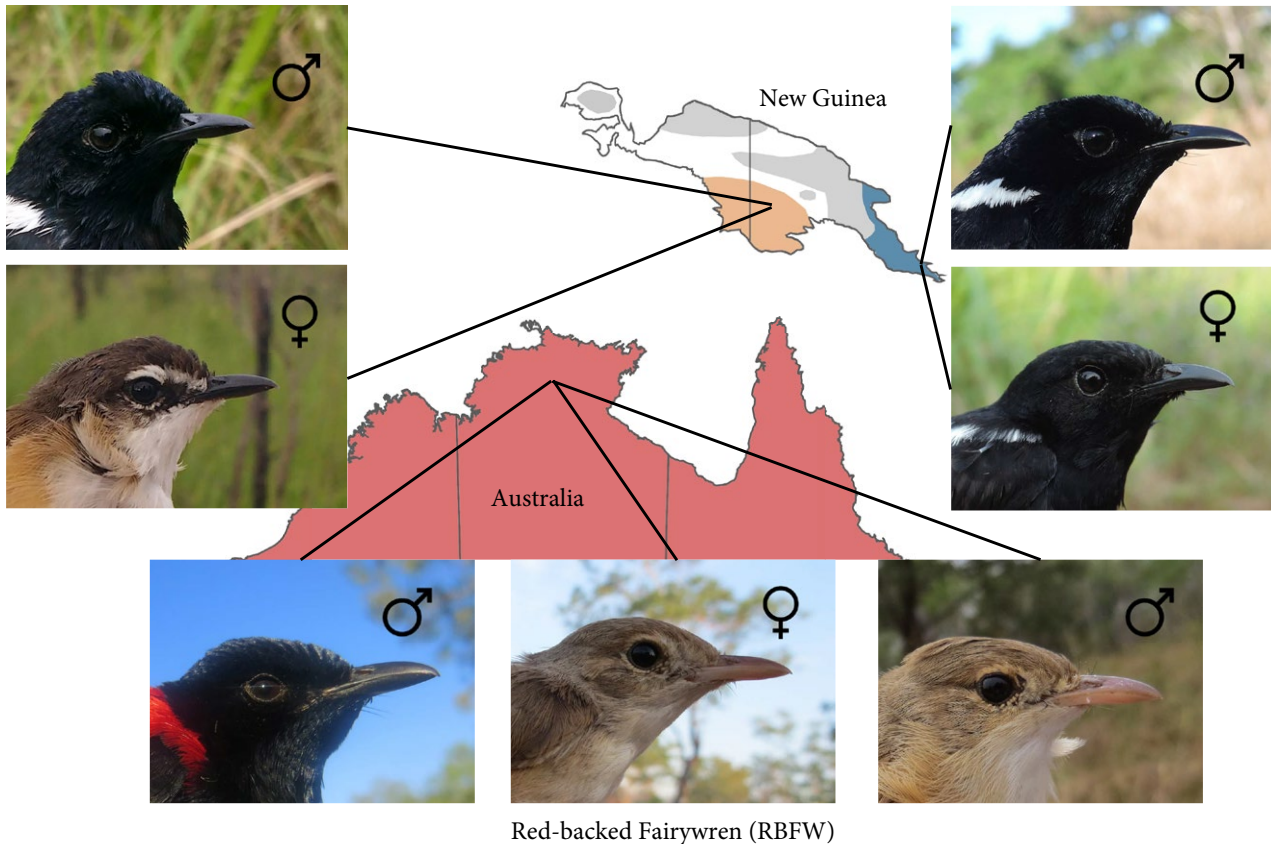 ♂
New Guinea
♂
♀
♀
Australia
♂
♀
♂
Red-backed Fairywren (RBFW)